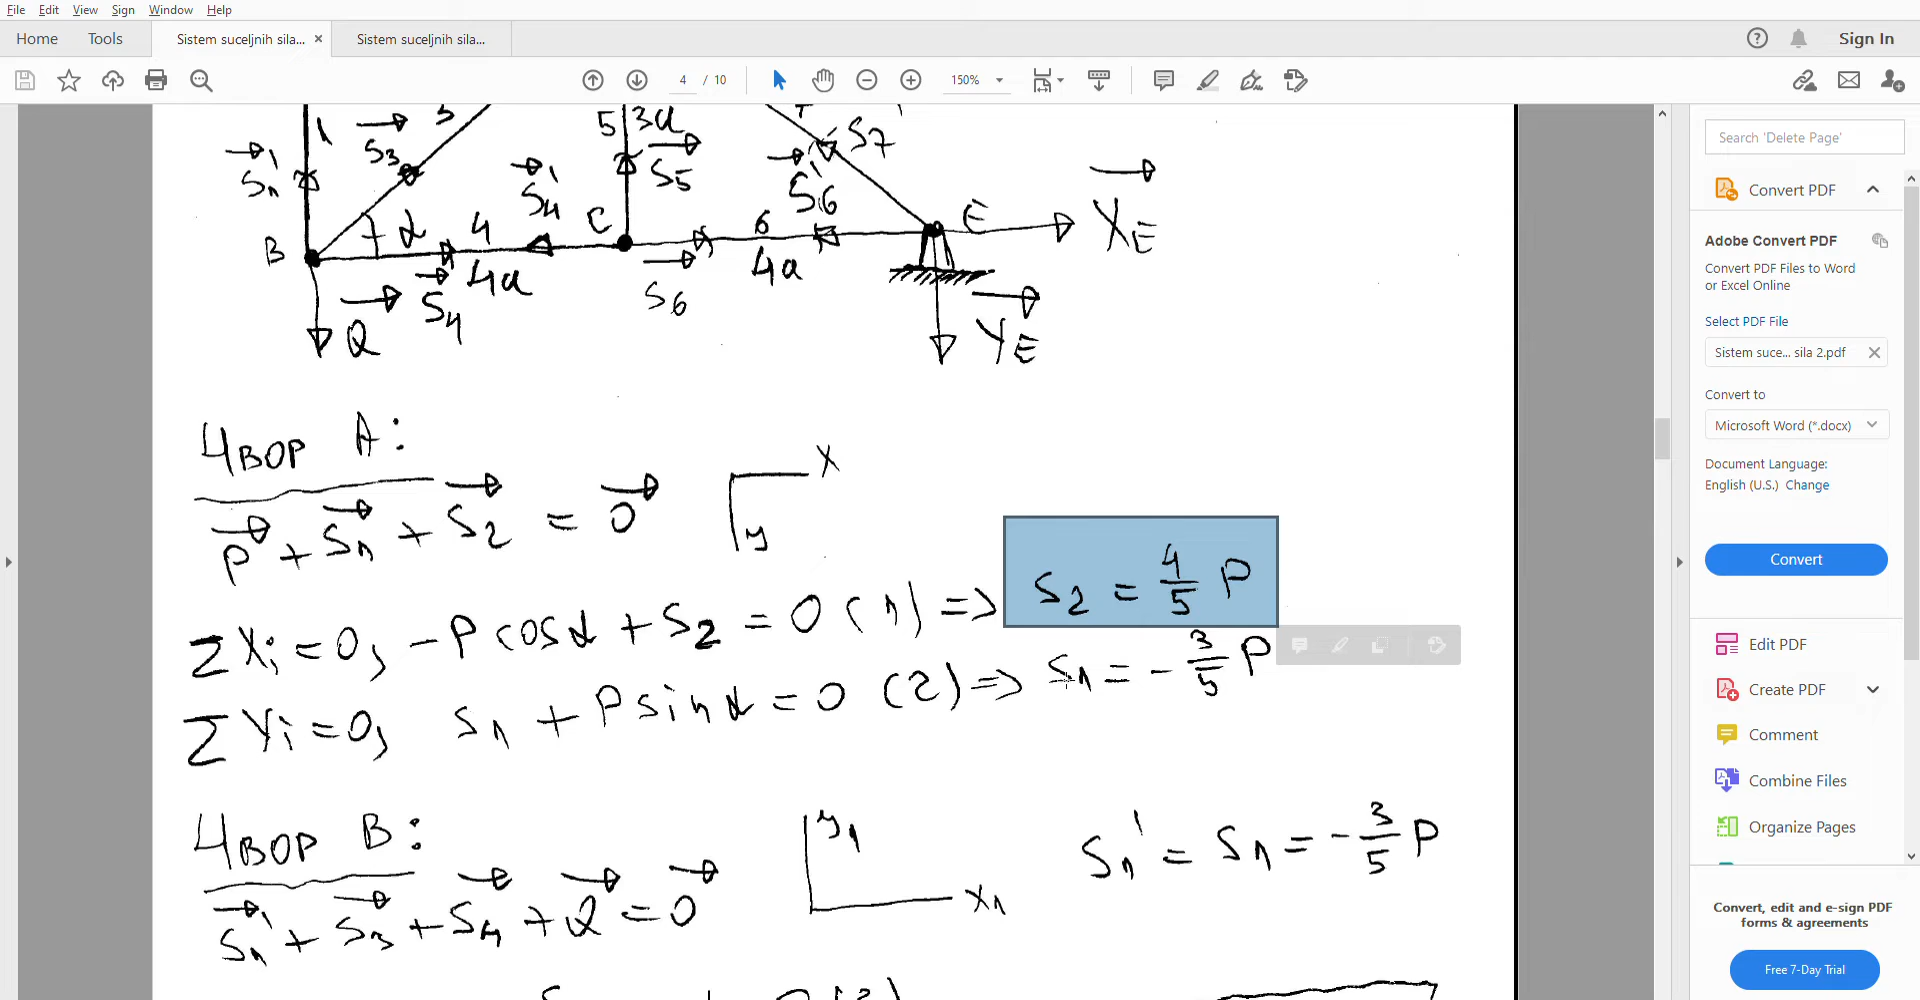 File Edit View Sign Window Help
Home Tools Sistem suceljnih sila... × Sistem suceljnih sila... Sign In
4 / 10 150%
1 S3 3 5 3a S5 S7
S1' S4' S6' X_E
B α 4 C 6 E
S4 4a S6 4a
Q Y_E
Чвор A:
P + S1 + S2 = 0 x
y
ΣXi = 0, -P cosα + S2 = 0 (1) => S2 = 4/5 P
ΣYi = 0, S1 + P sinα = 0 (2) => S1 = - 3/5 P
Чвор B: y1 S1' = S1 = - 3/5 P
S1' + S3 + S4 + Q = 0 x1
Search 'Delete Page'
Convert PDF
Adobe Convert PDF
Convert PDF Files to Word
or Excel Online
Select PDF File
Sistem suce... sila 2.pdf
Convert to
Microsoft Word (*.docx)
Document Language:
English (U.S.) Change
Convert
Edit PDF
Create PDF
Comment
Combine Files
Organize Pages
Convert, edit and e-sign PDF
forms & agreements
Free 7-Day Trial